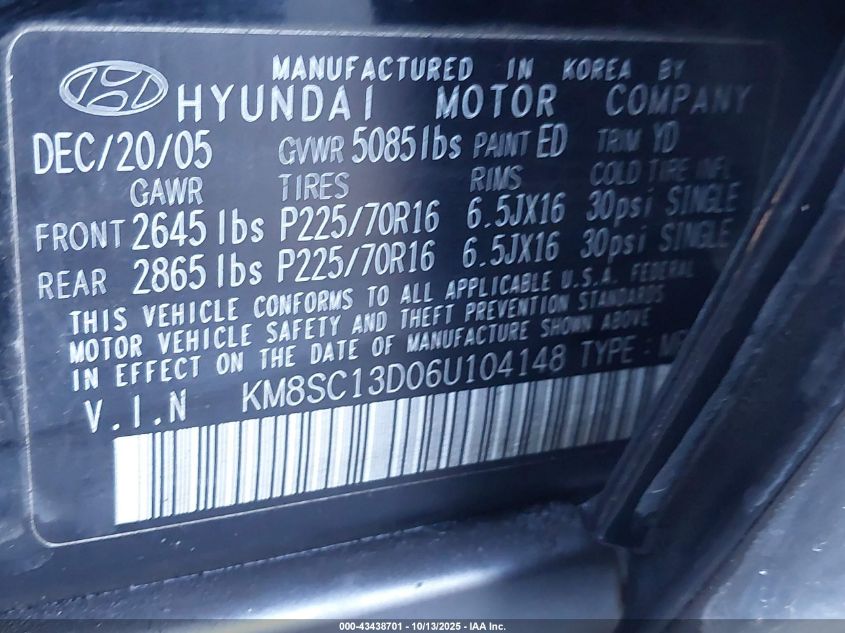 MANUFACTURED IN KOREA BY
HYUNDAI MOTOR COMPANY
DEC/20/05 GVWR 5085lbs PAINT ED TRIM YD
GAWR TIRES RIMS COLD TIRE INFL
FRONT 2645lbs P225/70R16 6.5JX16 30psi SINGLE
REAR 2865lbs P225/70R16 6.5JX16 30psi SINGLE
THIS VEHICLE CONFORMS TO ALL APPLICABLE U.S.A. FEDERAL
MOTOR VEHICLE SAFETY AND THEFT PREVENTION STANDARDS
IN EFFECT ON THE DATE OF MANUFACTURE SHOWN ABOVE
V.I.N KM8SC13D06U104148 TYPE :
000-43438701 - 10/13/2025 - IAA Inc.